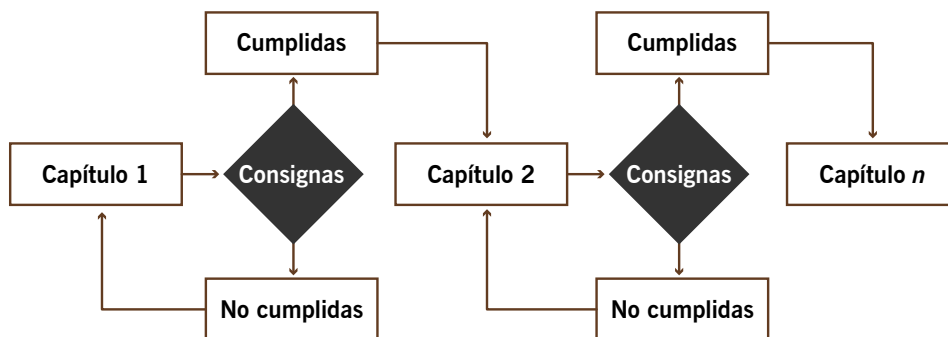 Cumplidas
Cumplidas
Capítulo 1
Consignas
Capítulo 2
Consignas
Capítulo n
No cumplidas
No cumplidas